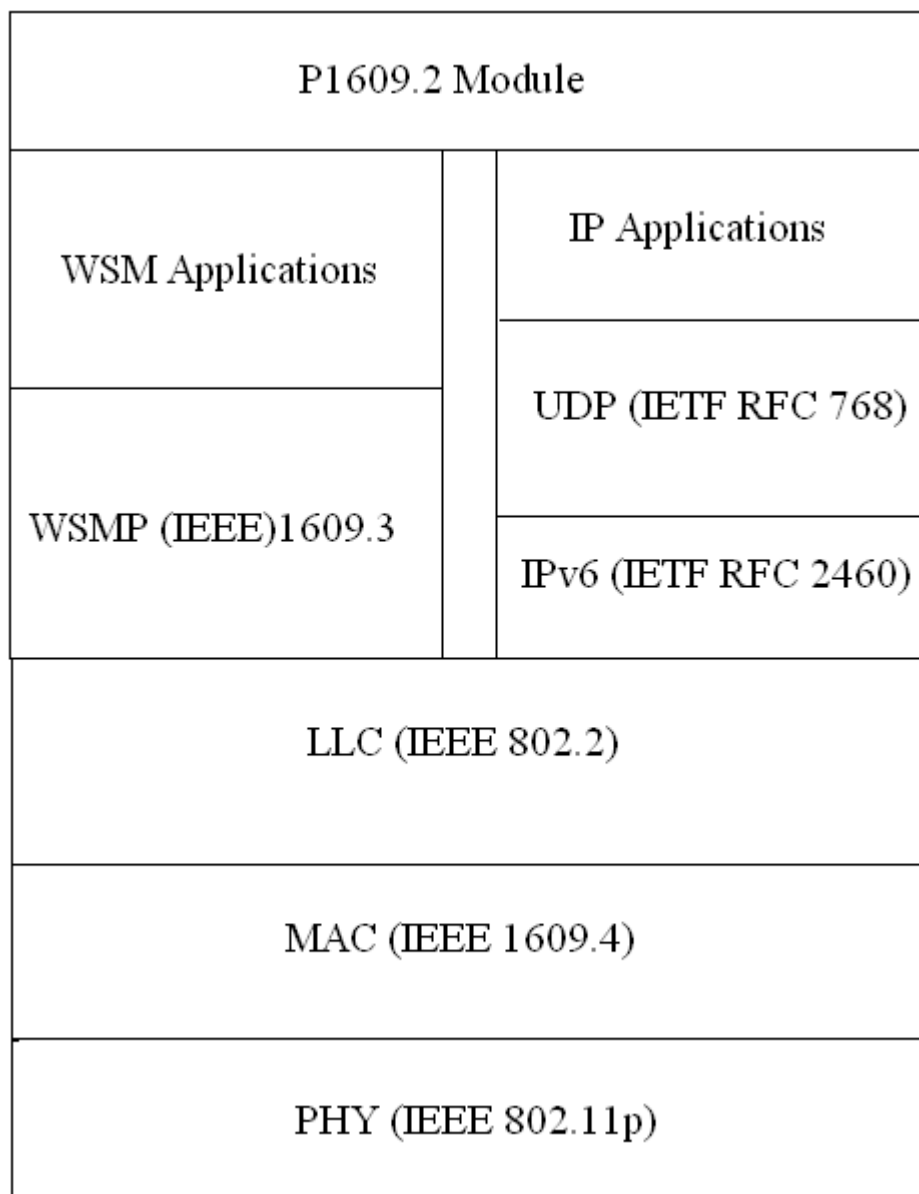 P1609.2 Module
WSM Applications
WSMP (IEEE)1609.3
IP Applications
UDP (IETF RFC 768)
IPv6 (IETF RFC 2460)
LLC (IEEE 802.2)
MAC (IEEE 1609.4)
PHY (IEEE 802.11p)